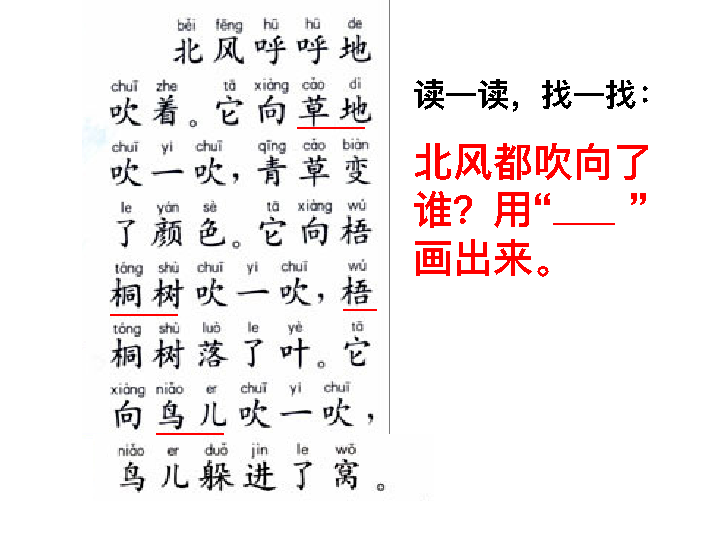 běi fēng hū hū de
北风呼呼地
chuī zhe tā xiàng cǎo dì
吹着。它向草地
chuī yi chuī qīng cǎo biàn
吹一吹，青草变
le yán sè tā xiàng wú
了颜色。它向梧
tóng shù chuī yi chuī wú
桐树吹一吹，梧
tóng shù luò le yè tā
桐树落了叶。它
xiàng niǎo er chuī yi chuī
向鸟儿吹一吹，
niǎo er duǒ jìn le wō
鸟儿躲进了窝。
读一读，找一找：
北风都吹向了
谁？用“___ ”
画出来。